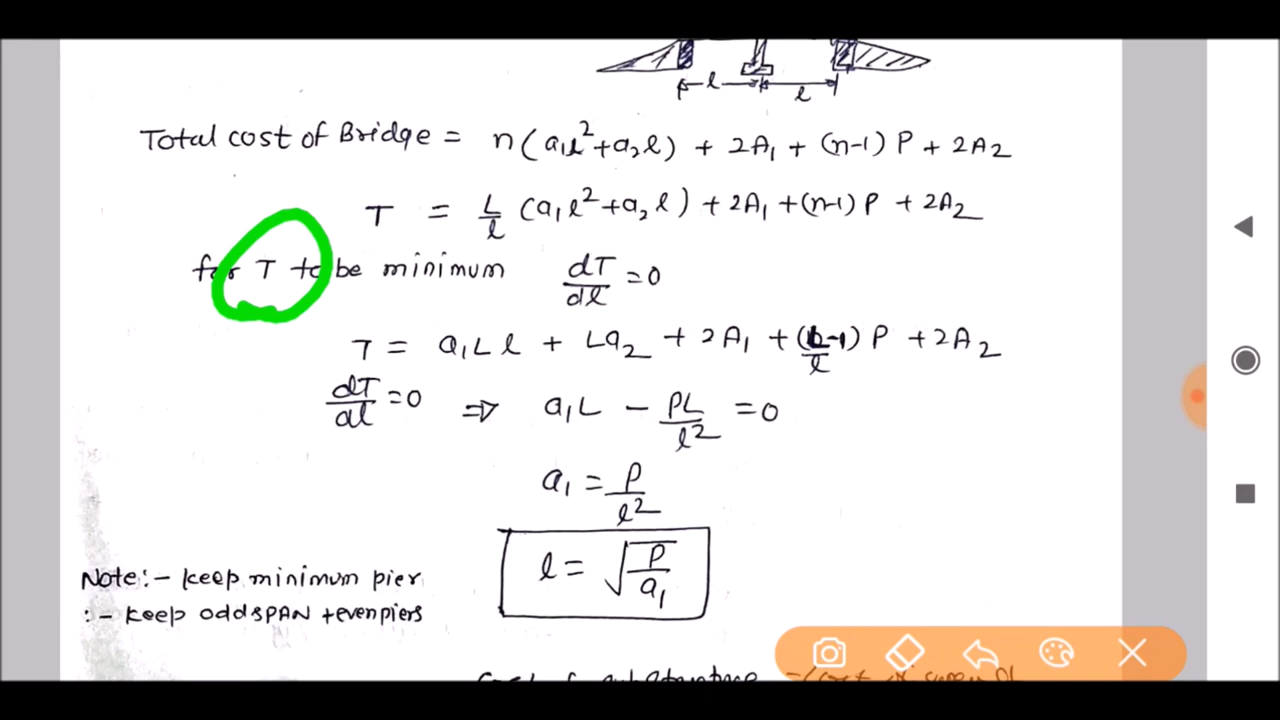 l l
Total cost of Bridge = n(a₁l²+a₂l) + 2A₁ + (n-1) P + 2A₂
T = L/l (a₁l²+a₂l) + 2A₁ +(n-1) P + 2A₂
for T to be minimum dT/dl =0
T = a₁L l + La₂ + 2A₁ + (L/l -1) P + 2A₂
dT/dl =0 ⇒ a₁L - PL/l² =0
a₁ = P/l²
l = √P/a₁
Note:- keep minimum pier
:- keep odd SPAN + even piers